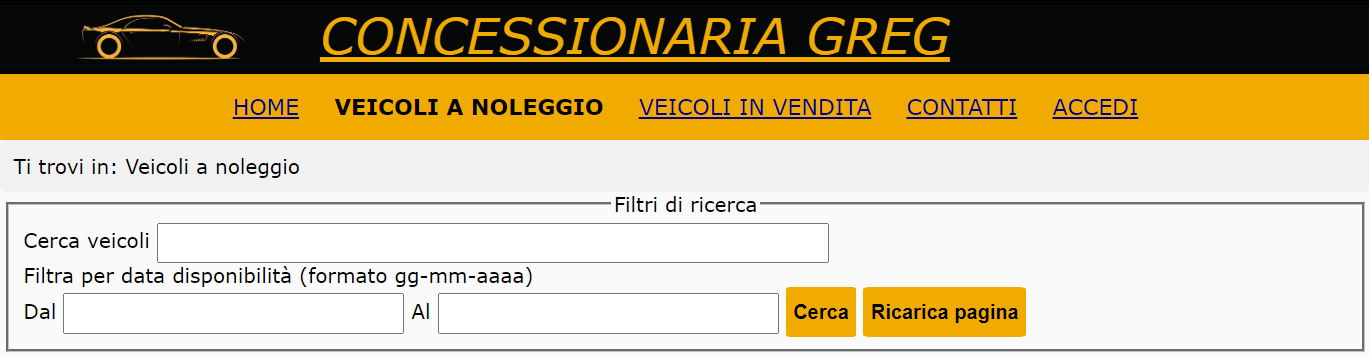 CONCESSIONARIA GREG
HOME VEICOLI A NOLEGGIO VEICOLI IN VENDITA CONTATTI ACCEDI
Ti trovi in: Veicoli a noleggio
Filtri di ricerca
Cerca veicoli
Filtra per data disponibilità (formato gg-mm-aaaa)
Dal Al Cerca Ricarica pagina